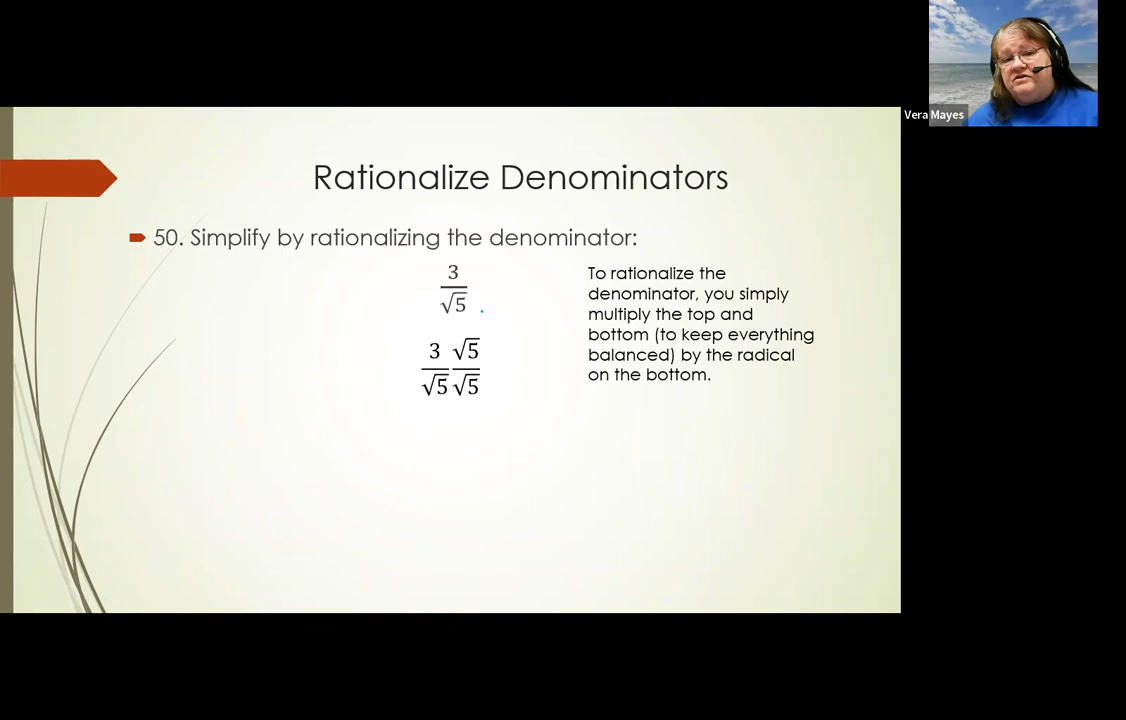 Vera Mayes
Rationalize Denominators
50. Simplify by rationalizing the denominator:
3
√5 .
3 √5
√5 √5
To rationalize the
denominator, you simply
multiply the top and
bottom (to keep everything
balanced) by the radical
on the bottom.